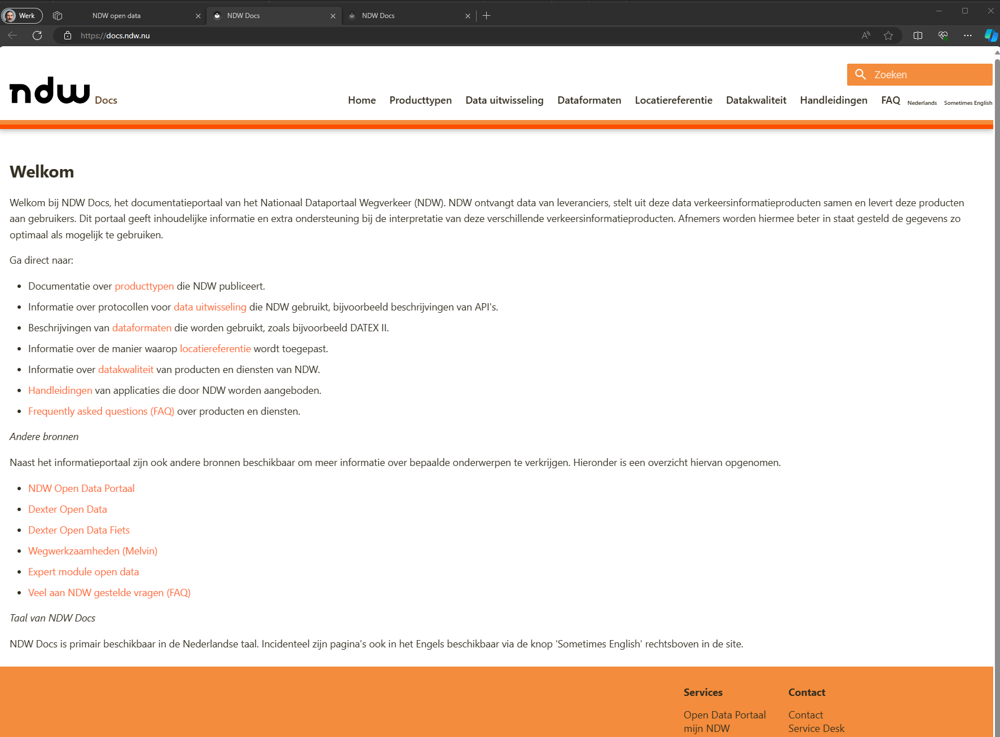 Werk
NDW open data
NDW Docs
NDW Docs
https://docs.ndw.nu
Zoeken
ndw Docs
Home Producttypen Data uitwisseling Dataformaten Locatiereferentie Datakwaliteit Handleidingen FAQ Nederlands Sometimes English
Welkom
Welkom bij NDW Docs, het documentatieportaal van het Nationaal Dataportaal Wegverkeer (NDW). NDW ontvangt data van leveranciers, stelt uit deze data verkeersinformatieproducten samen en levert deze producten
aan gebruikers. Dit portaal geeft inhoudelijke informatie en extra ondersteuning bij de interpretatie van deze verschillende verkeersinformatieproducten. Afnemers worden hiermee beter in staat gesteld de gegevens zo
optimaal als mogelijk te gebruiken.
Ga direct naar:
• Documentatie over producttypen die NDW publiceert.
• Informatie over protocollen voor data uitwisseling die NDW gebruikt, bijvoorbeeld beschrijvingen van API's.
• Beschrijvingen van dataformaten die worden gebruikt, zoals bijvoorbeeld DATEX II.
• Informatie over de manier waarop locatiereferentie wordt toegepast.
• Informatie over datakwaliteit van producten en diensten van NDW.
• Handleidingen van applicaties die door NDW worden aangeboden.
• Frequently asked questions (FAQ) over producten en diensten.
Andere bronnen
Naast het informatieportaal zijn ook andere bronnen beschikbaar om meer informatie over bepaalde onderwerpen te verkrijgen. Hieronder is een overzicht hiervan opgenomen.
• NDW Open Data Portaal
• Dexter Open Data
• Dexter Open Data Fiets
• Wegwerkzaamheden (Melvin)
• Expert module open data
• Veel aan NDW gestelde vragen (FAQ)
Taal van NDW Docs
NDW Docs is primair beschikbaar in de Nederlandse taal. Incidenteel zijn pagina's ook in het Engels beschikbaar via de knop 'Sometimes English' rechtsboven in de site.
Services
Open Data Portaal
mijn NDW
Contact
Contact
Service Desk